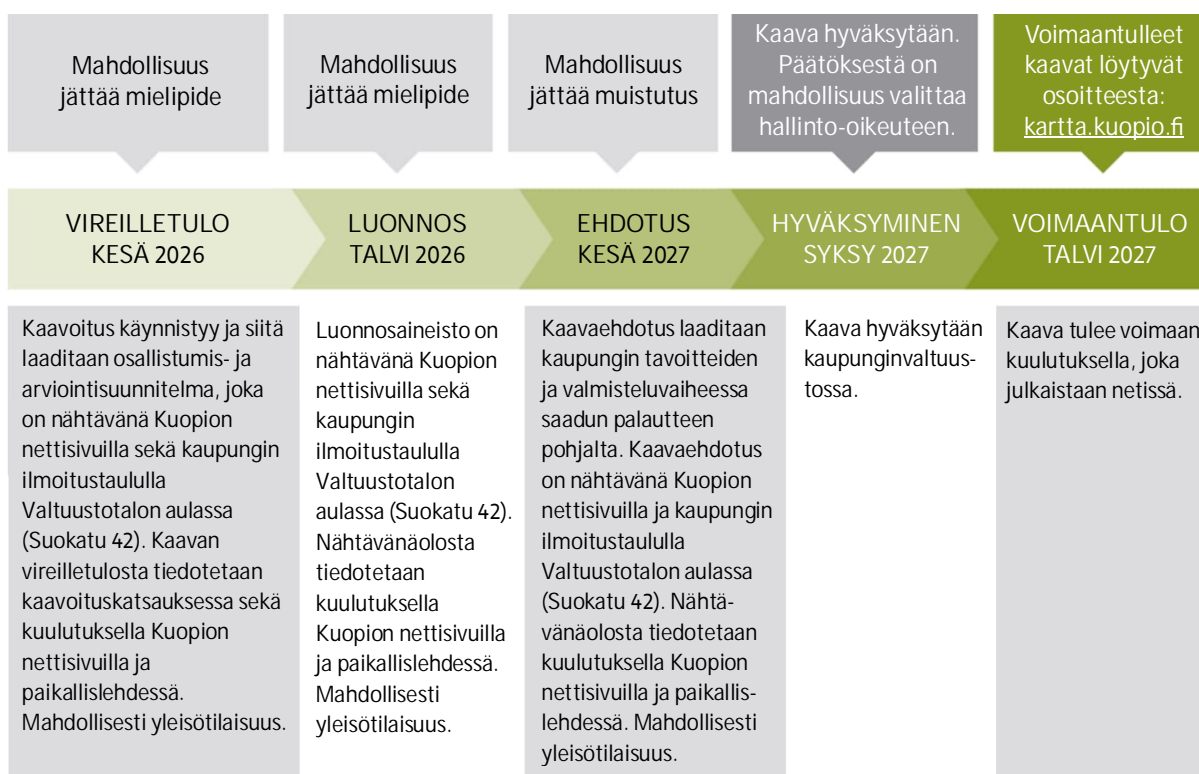 Mahdollisuus
jättää mielipide
Mahdollisuus
jättää mielipide
Mahdollisuus
jättää muistutus
Kaava hyväksytään.
Päätöksestä on
mahdollisuus valittaa
hallinto-oikeuteen.
Voimaantulleet
kaavat löytyvät
osoitteesta:
kartta.kuopio.fi
VIREILLETULO
KESÄ 2026
LUONNOS
TALVI 2026
EHDOTUS
KESÄ 2027
HYVÄKSYMINEN
SYKSY 2027
VOIMAANTULO
TALVI 2027
Kaavoitus käynnistyy ja siitä
laaditaan osallistumis- ja
arviointisuunnitelma, joka
on nähtävänä Kuopion
nettisivuilla sekä kaupungin
ilmoitustaululla
Valtuustotalon aulassa
(Suokatu 42). Kaavan
vireilletulosta tiedotetaan
kaavoituskatsauksessa sekä
kuulutuksella Kuopion
nettisivuilla ja
paikallislehdessä.
Mahdollisesti yleisötilaisuus.
Luonnosaineisto on
nähtävänä Kuopion
nettisivuilla sekä
kaupungin
ilmoitustaululla
Valtuustotalon
aulassa (Suokatu 42).
Nähtävänäolosta
tiedotetaan
kuulutuksella
Kuopion nettisivuilla
ja paikallislehdessä.
Mahdollisesti
yleisötilaisuus.
Kaavaehdotus laaditaan
kaupungin tavoitteiden
ja valmisteluvaiheessa
saadun palautteen
pohjalta. Kaavaehdotus
on nähtävänä Kuopion
nettisivuilla ja kaupungin
ilmoitustaululla
Valtuustotalon aulassa
(Suokatu 42). Nähtä-
vänäolosta tiedotetaan
kuulutuksella Kuopion
nettisivuilla ja paikallis-
lehdessä. Mahdollisesti
yleisötilaisuus.
Kaava hyväksytään
kaupunginvaltuus-
tossa.
Kaava tulee voimaan
kuulutuksella, joka
julkaistaan netissä.